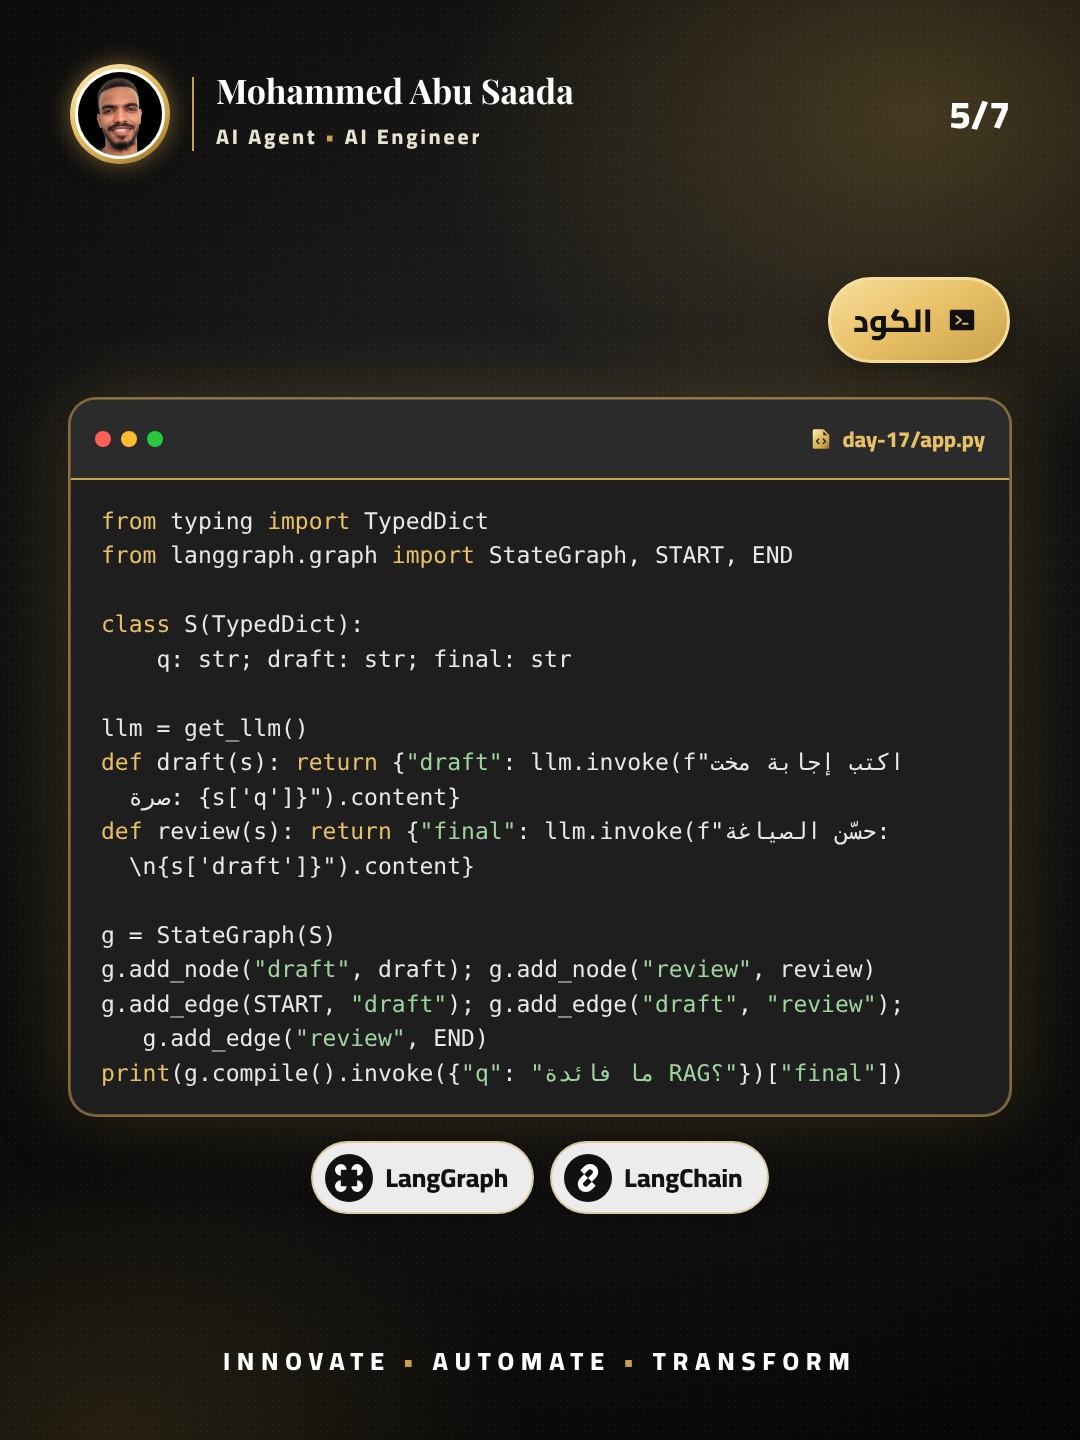 Mohammed Abu Saada
AI Agent ▪ AI Engineer
5/7
الكود
day-17/app.py
from typing import TypedDict
from langgraph.graph import StateGraph, START, END
class S(TypedDict):
    q: str; draft: str; final: str
llm = get_llm()
def draft(s): return {"draft": llm.invoke(f"اكتب إجابة مخت
  صرة: {s['q']}").content}
def review(s): return {"final": llm.invoke(f"حسّن الصياغة:
  \n{s['draft']}").content}
g = StateGraph(S)
g.add_node("draft", draft); g.add_node("review", review)
g.add_edge(START, "draft"); g.add_edge("draft", "review");
   g.add_edge("review", END)
print(g.compile().invoke({"q": "ما فائدة RAG؟"})["final"])
LangGraph
LangChain
INNOVATE ▪ AUTOMATE ▪ TRANSFORM